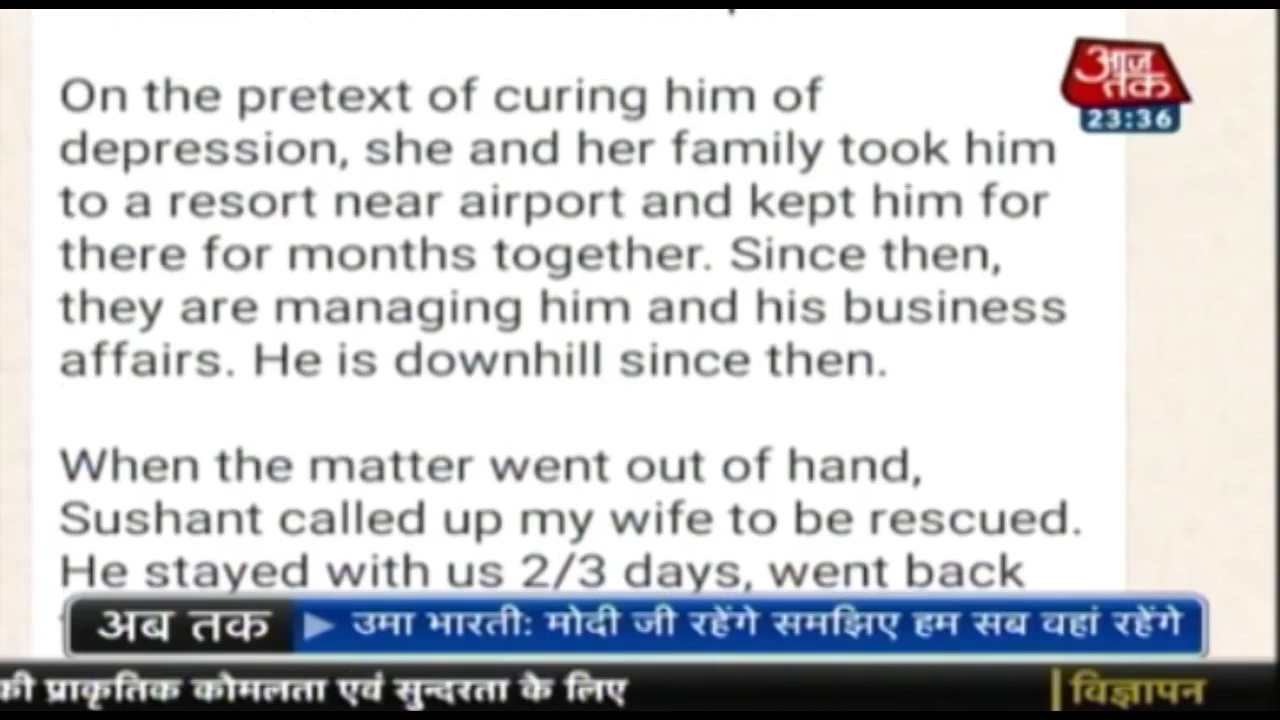 On the pretext of curing him of
depression, she and her family took him
to a resort near airport and kept him for
there for months together. Since then,
they are managing him and his business
affairs. He is downhill since then.
When the matter went out of hand,
Sushant called up my wife to be rescued.
He stayed with us 2/3 days, went back
आज
तक
23:36
अब तक
उमा भारती: मोदी जी रहेंगे समझिए हम सब वहां रहेंगे
की प्राकृतिक कोमलता एवं सुन्दरता के लिए
विज्ञापन